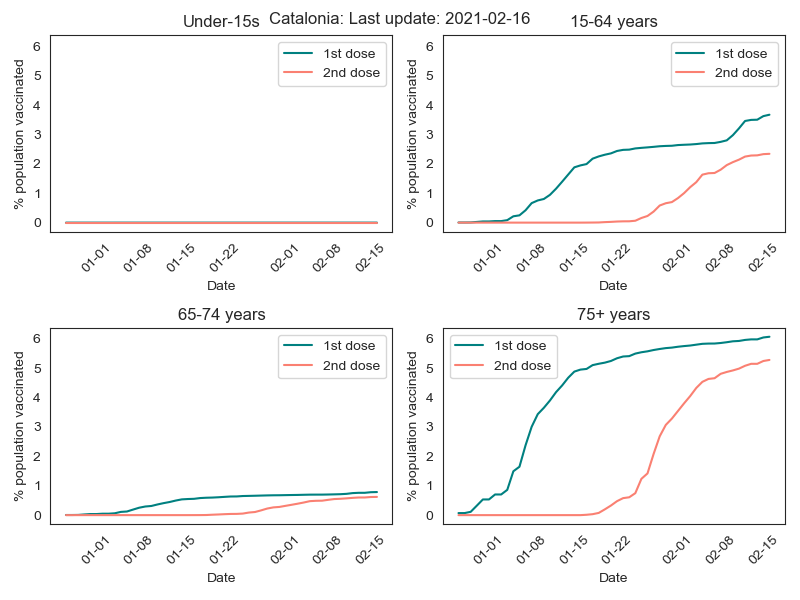 Catalonia: Last update: 2021-02-16
Under-15s
6
5
4
3
2
1
0
% population vaccinated
1st dose
2nd dose
01-01
01-08
01-15
01-22
02-01
02-08
02-15
Date
15-64 years
6
5
4
3
2
1
0
% population vaccinated
1st dose
2nd dose
01-01
01-08
01-15
01-22
02-01
02-08
02-15
Date
65-74 years
6
5
4
3
2
1
0
% population vaccinated
1st dose
2nd dose
01-01
01-08
01-15
01-22
02-01
02-08
02-15
Date
75+ years
6
5
4
3
2
1
0
% population vaccinated
1st dose
2nd dose
01-01
01-08
01-15
01-22
02-01
02-08
02-15
Date